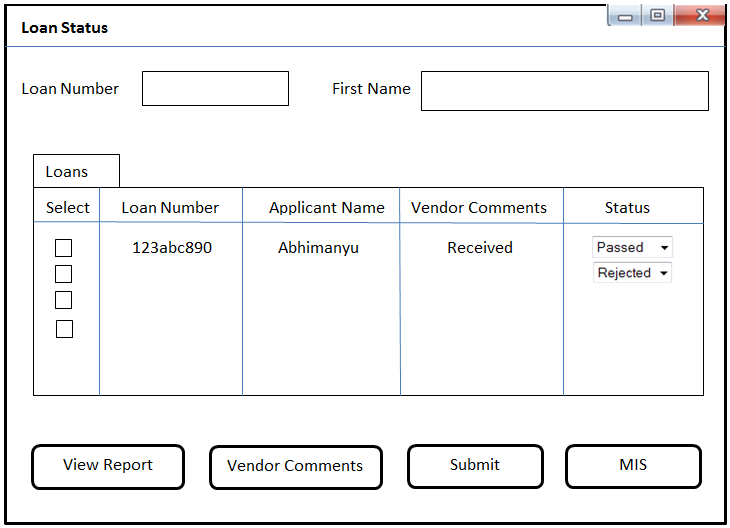 Loan Status
Loan Number First Name
Loans
Select Loan Number Applicant Name Vendor Comments Status
123abc890 Abhimanyu Received Passed
Rejected
View Report Vendor Comments Submit MIS